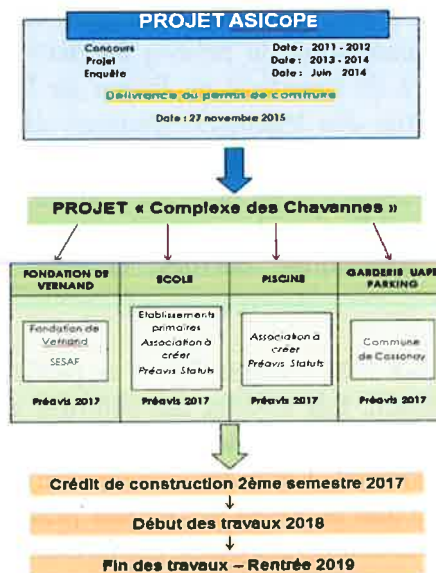 PROJET ASICoPE
Concours Date : 2011 - 2012
Projet Date : 2013 - 2014
Enquête Date : Juin 2014
Délivrance du permis de construire
Date : 27 novembre 2015
PROJET « Complexe des Chavannes »
FONDATION DE VERNAND
Fondation de
Vernand
SESAF
Préavis 2017
ECOLE
Etablissements
primaires
Association à
créer
Préavis Statuts
Préavis 2017
PISCINE
Association à
créer
Préavis Statuts
Préavis 2017
GARDERIE UAPE
PARKING
Commune
de Cossonay
Préavis 2017
Crédit de construction 2ème semestre 2017
Début des travaux 2018
Fin des travaux – Rentrée 2019